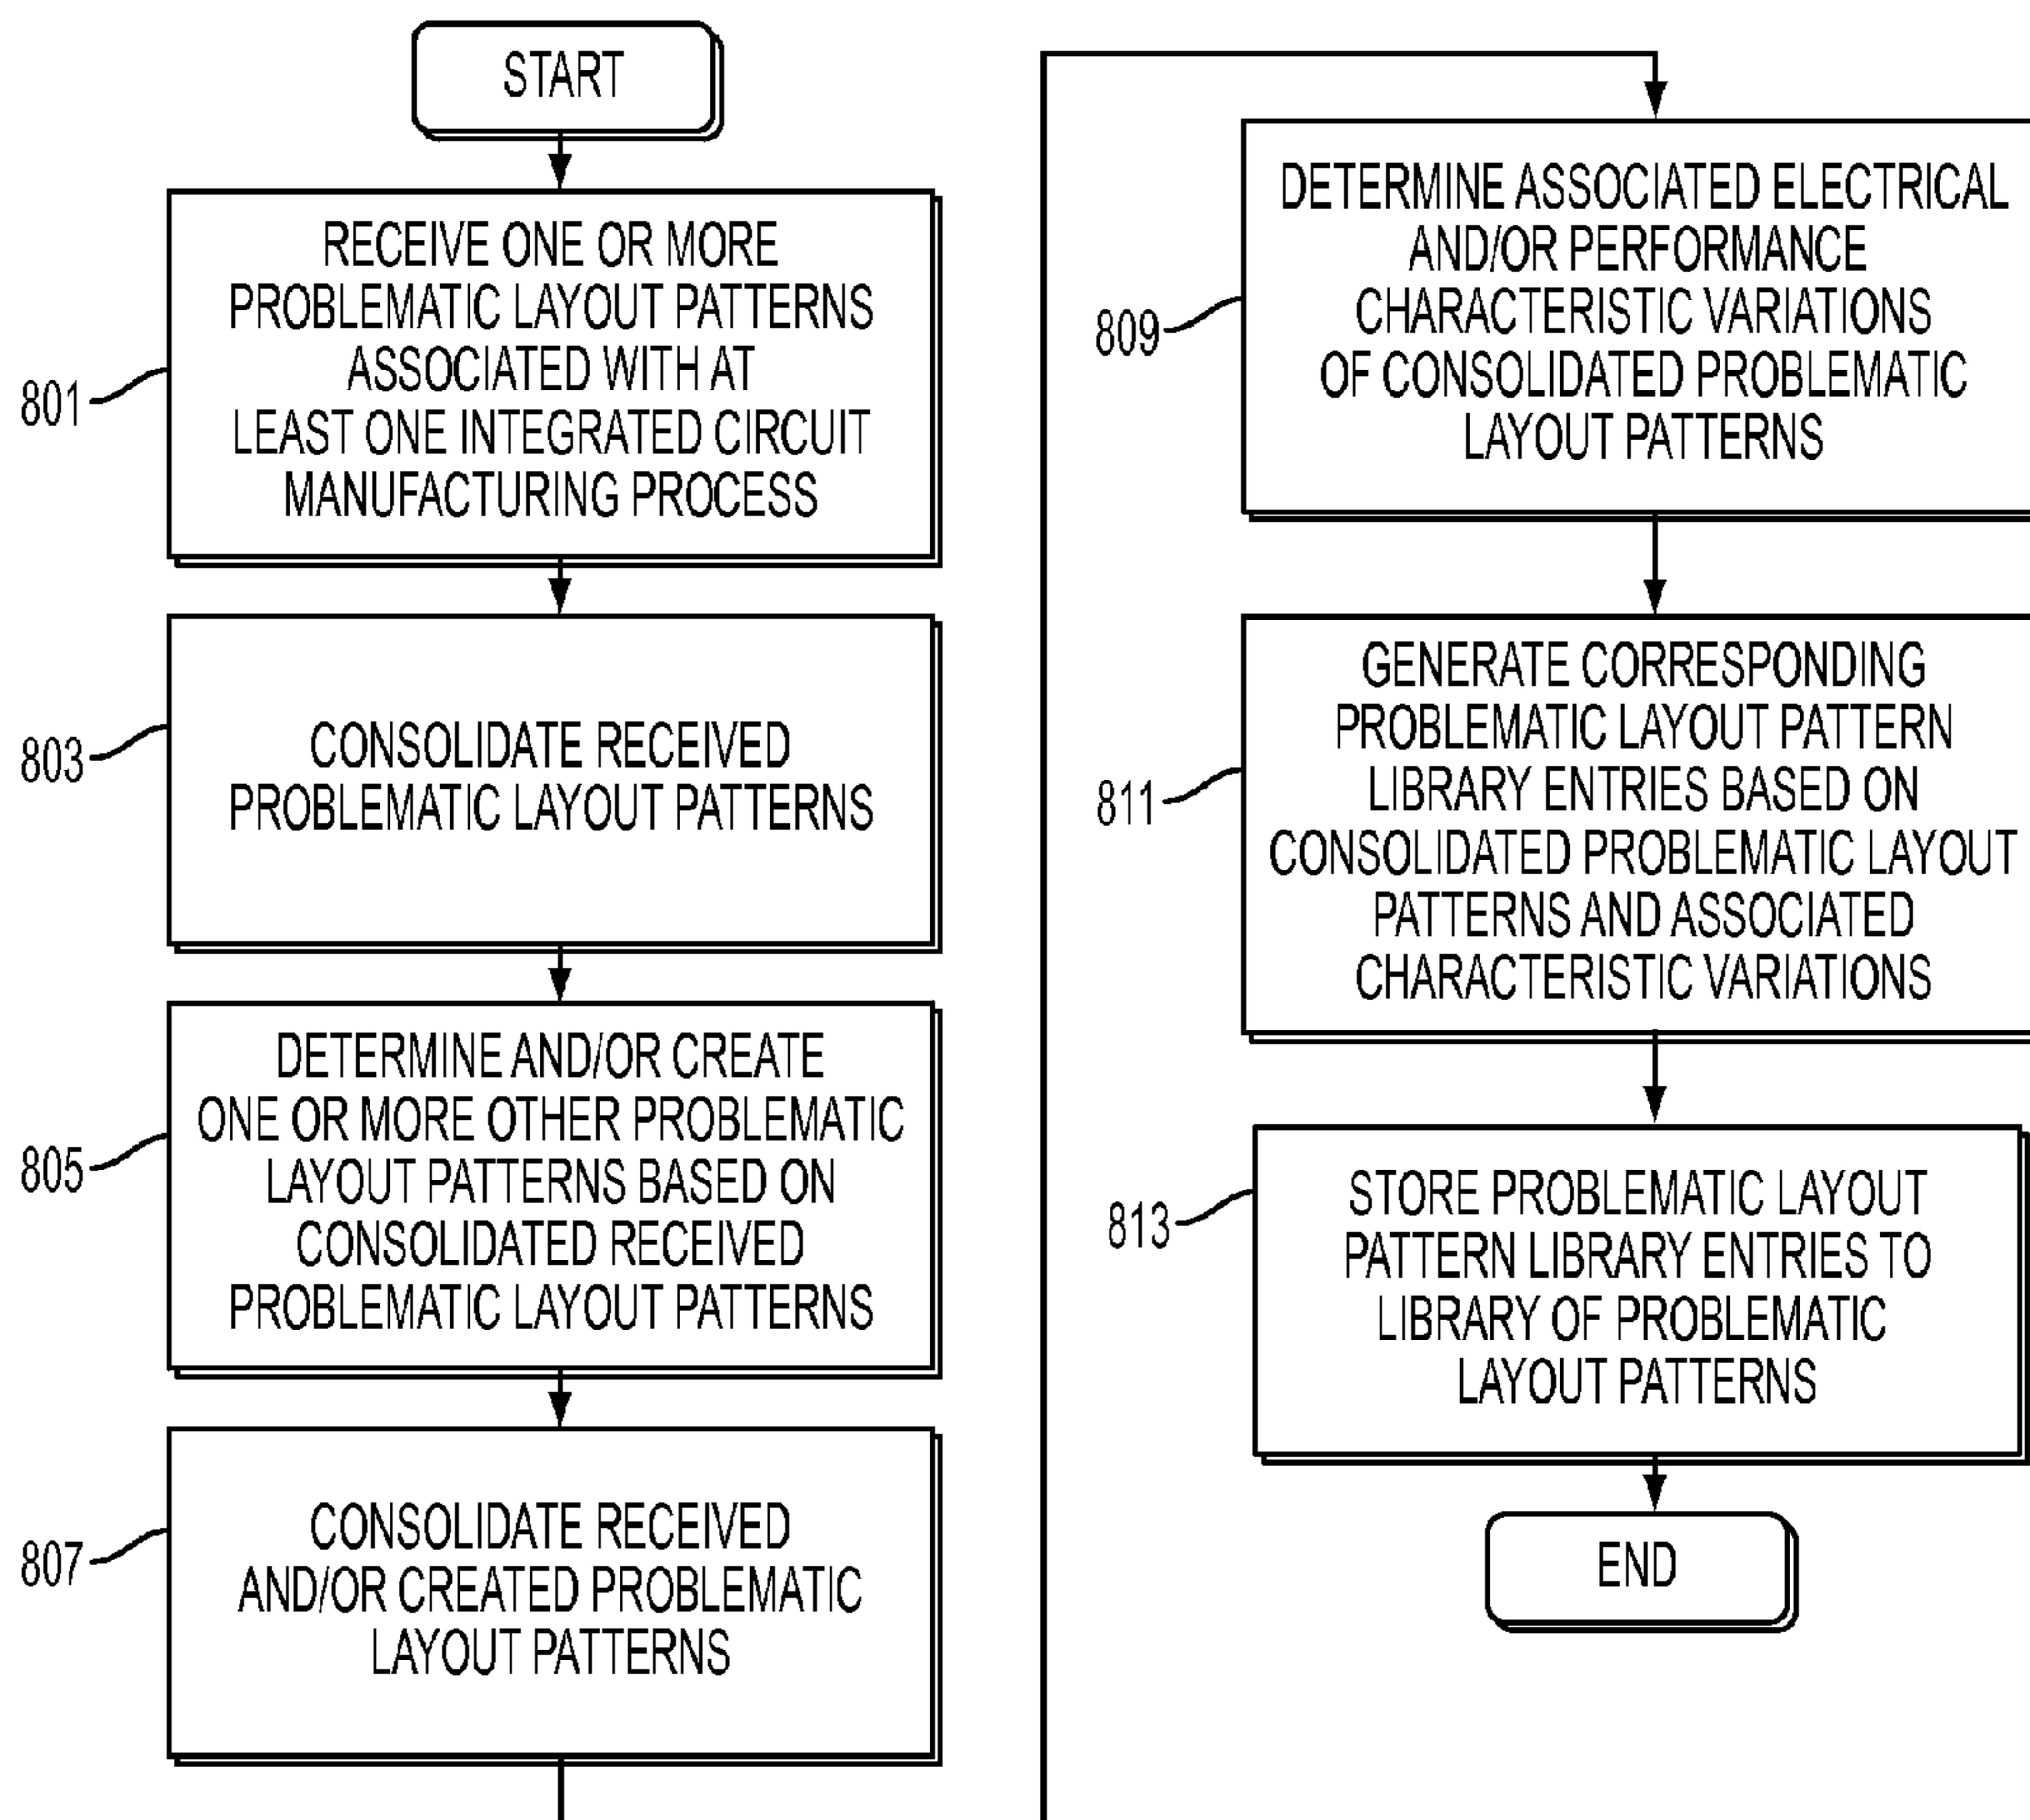 START
801
RECEIVE ONE OR MORE
PROBLEMATIC LAYOUT PATTERNS
ASSOCIATED WITH AT
LEAST ONE INTEGRATED CIRCUIT
MANUFACTURING PROCESS
803
CONSOLIDATE RECEIVED
PROBLEMATIC LAYOUT PATTERNS
805
DETERMINE AND/OR CREATE
ONE OR MORE OTHER PROBLEMATIC
LAYOUT PATTERNS BASED ON
CONSOLIDATED RECEIVED
PROBLEMATIC LAYOUT PATTERNS
807
CONSOLIDATE RECEIVED
AND/OR CREATED PROBLEMATIC
LAYOUT PATTERNS
809
DETERMINE ASSOCIATED ELECTRICAL
AND/OR PERFORMANCE
CHARACTERISTIC VARIATIONS
OF CONSOLIDATED PROBLEMATIC
LAYOUT PATTERNS
811
GENERATE CORRESPONDING
PROBLEMATIC LAYOUT PATTERN
LIBRARY ENTRIES BASED ON
CONSOLIDATED PROBLEMATIC LAYOUT
PATTERNS AND ASSOCIATED
CHARACTERISTIC VARIATIONS
813
STORE PROBLEMATIC LAYOUT
PATTERN LIBRARY ENTRIES TO
LIBRARY OF PROBLEMATIC
LAYOUT PATTERNS
END